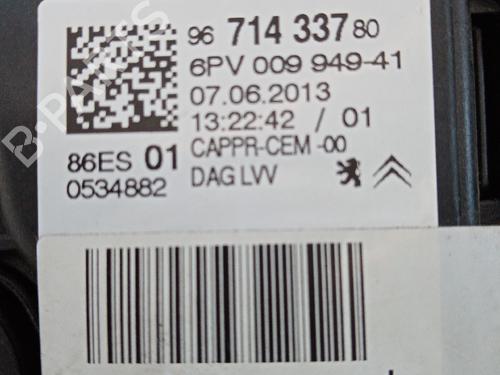 96 714 337 80
6PV 009 949-41
07.06.2013
13:22:42 / 01
86ES 01 CAPPR-CEM -00
0534882 DAG LVV
B-PARTS